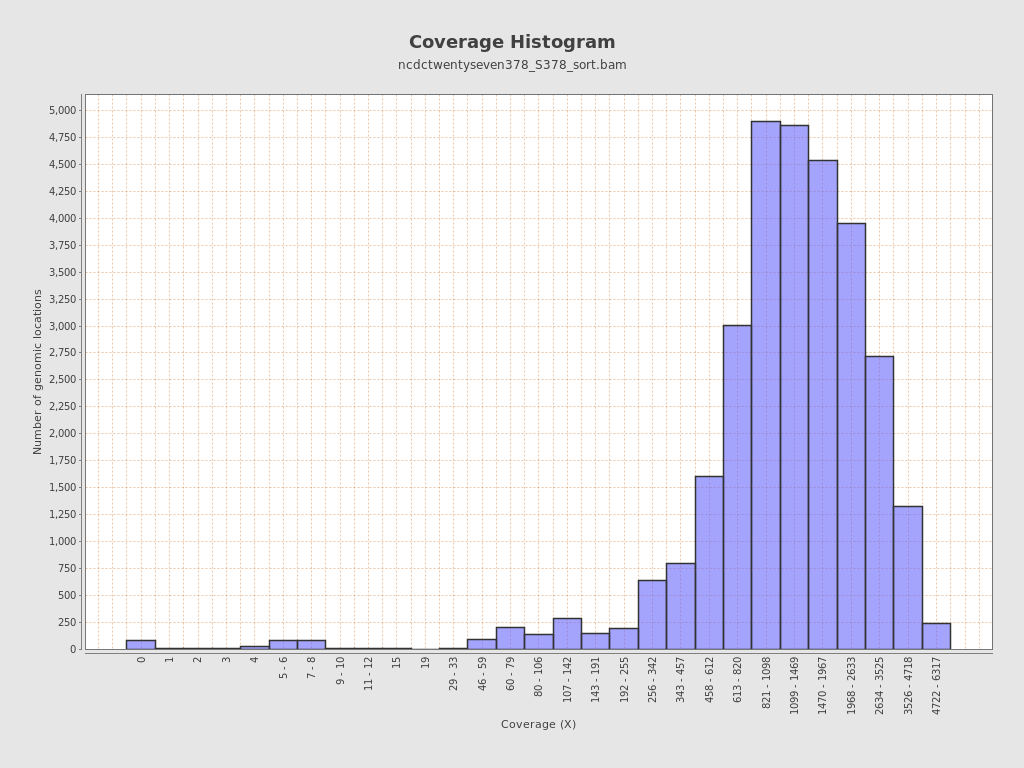 Coverage Histogram
ncdctwentyseven378_S378_sort.bam
Number of genomic locations
5,000
4,750
4,500
4,250
4,000
3,750
3,500
3,250
3,000
2,750
2,500
2,250
2,000
1,750
1,500
1,250
1,000
750
500
250
0
0
1
2
3
4
5 - 6
7 - 8
9 - 10
11 - 12
15
19
29 - 33
46 - 59
60 - 79
80 - 106
107 - 142
143 - 191
192 - 255
256 - 342
343 - 457
458 - 612
613 - 820
821 - 1098
1099 - 1469
1470 - 1967
1968 - 2633
2634 - 3525
3526 - 4718
4722 - 6317
Coverage (X)